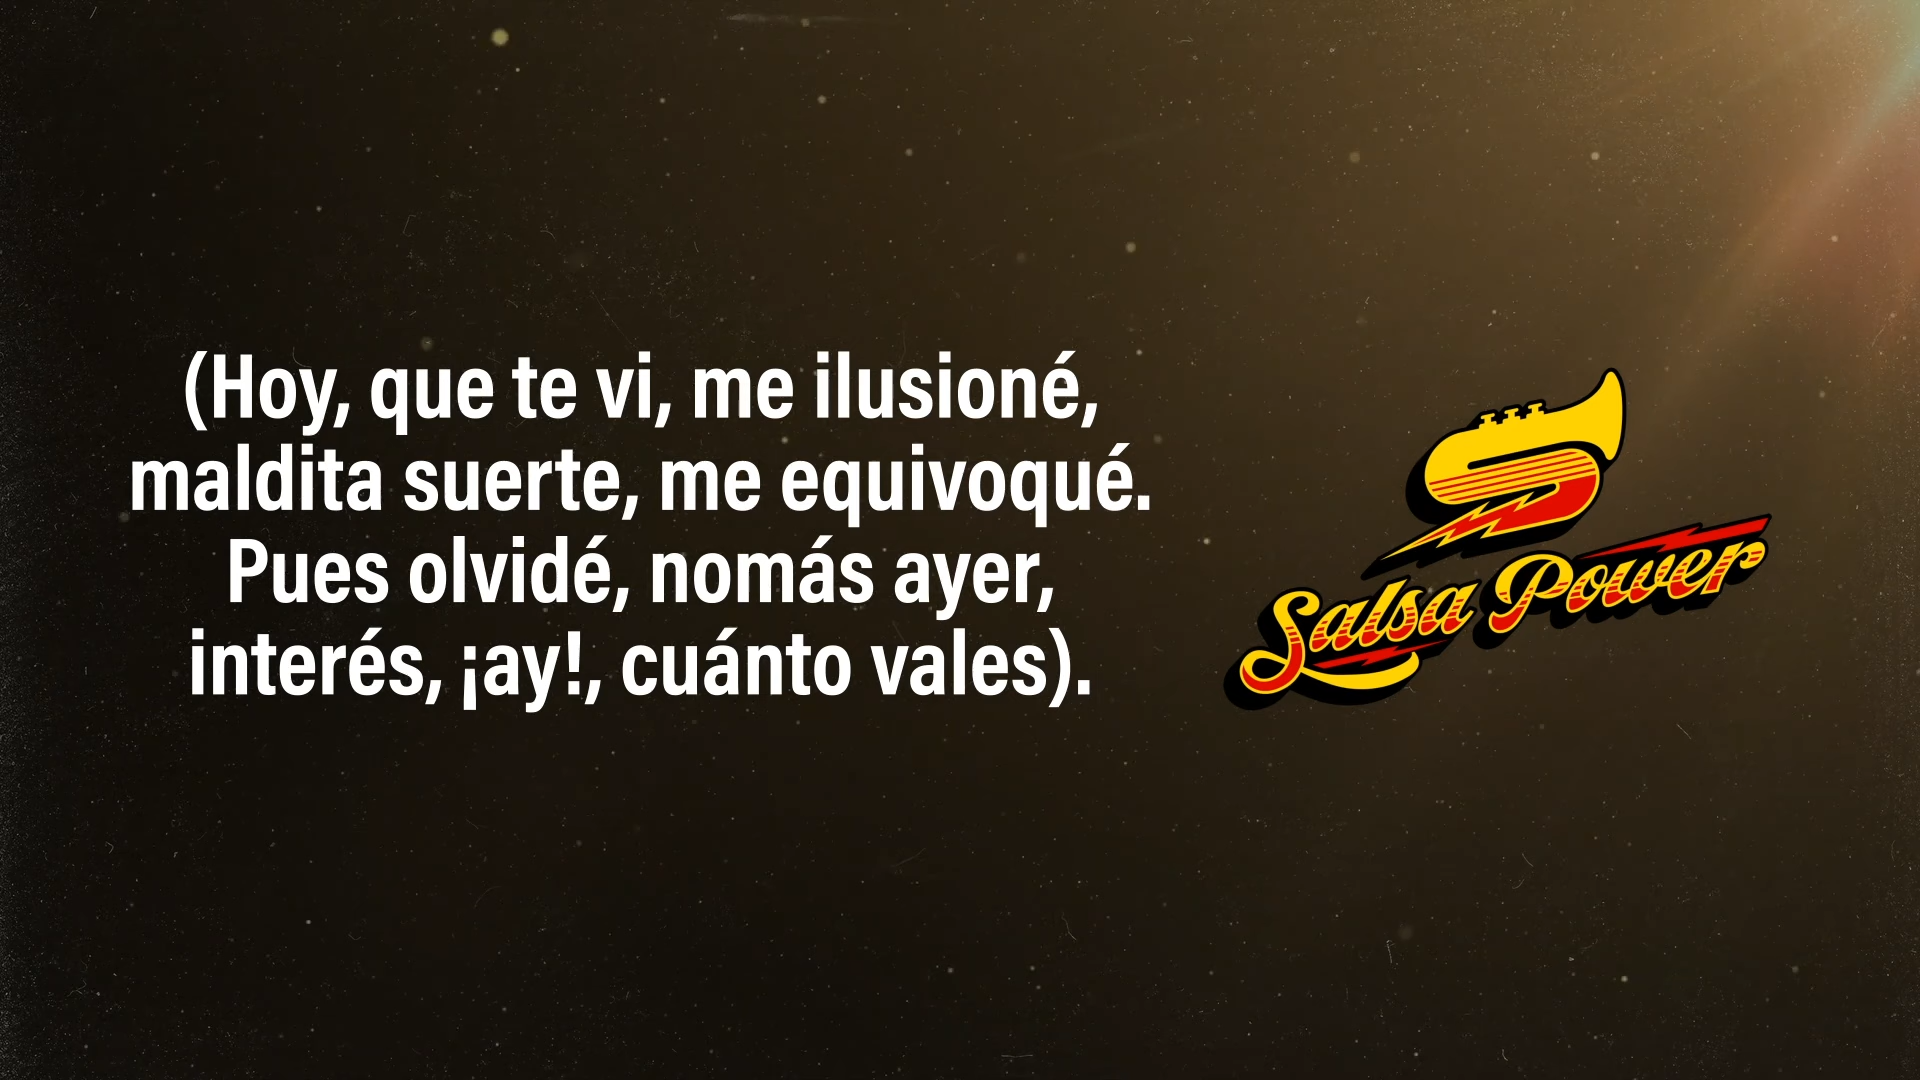 (Hoy, que te vi, me ilusioné,
maldita suerte, me equivoqué.
Pues olvidé, nomás ayer,
interés, ¡ay!, cuánto vales).
Salsa Power